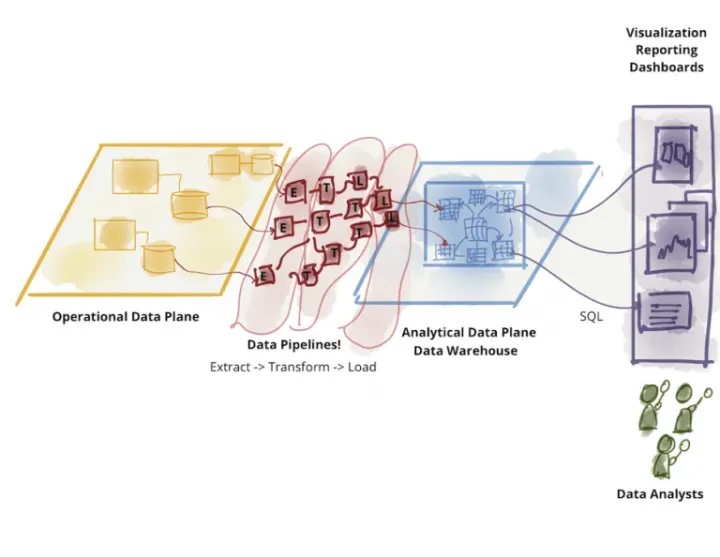 Visualization
Reporting
Dashboards
E T L
E T T L
E T T T L
Operational Data Plane
Data Pipelines!
Extract -> Transform -> Load
Analytical Data Plane
Data Warehouse
SQL
Data Analysts